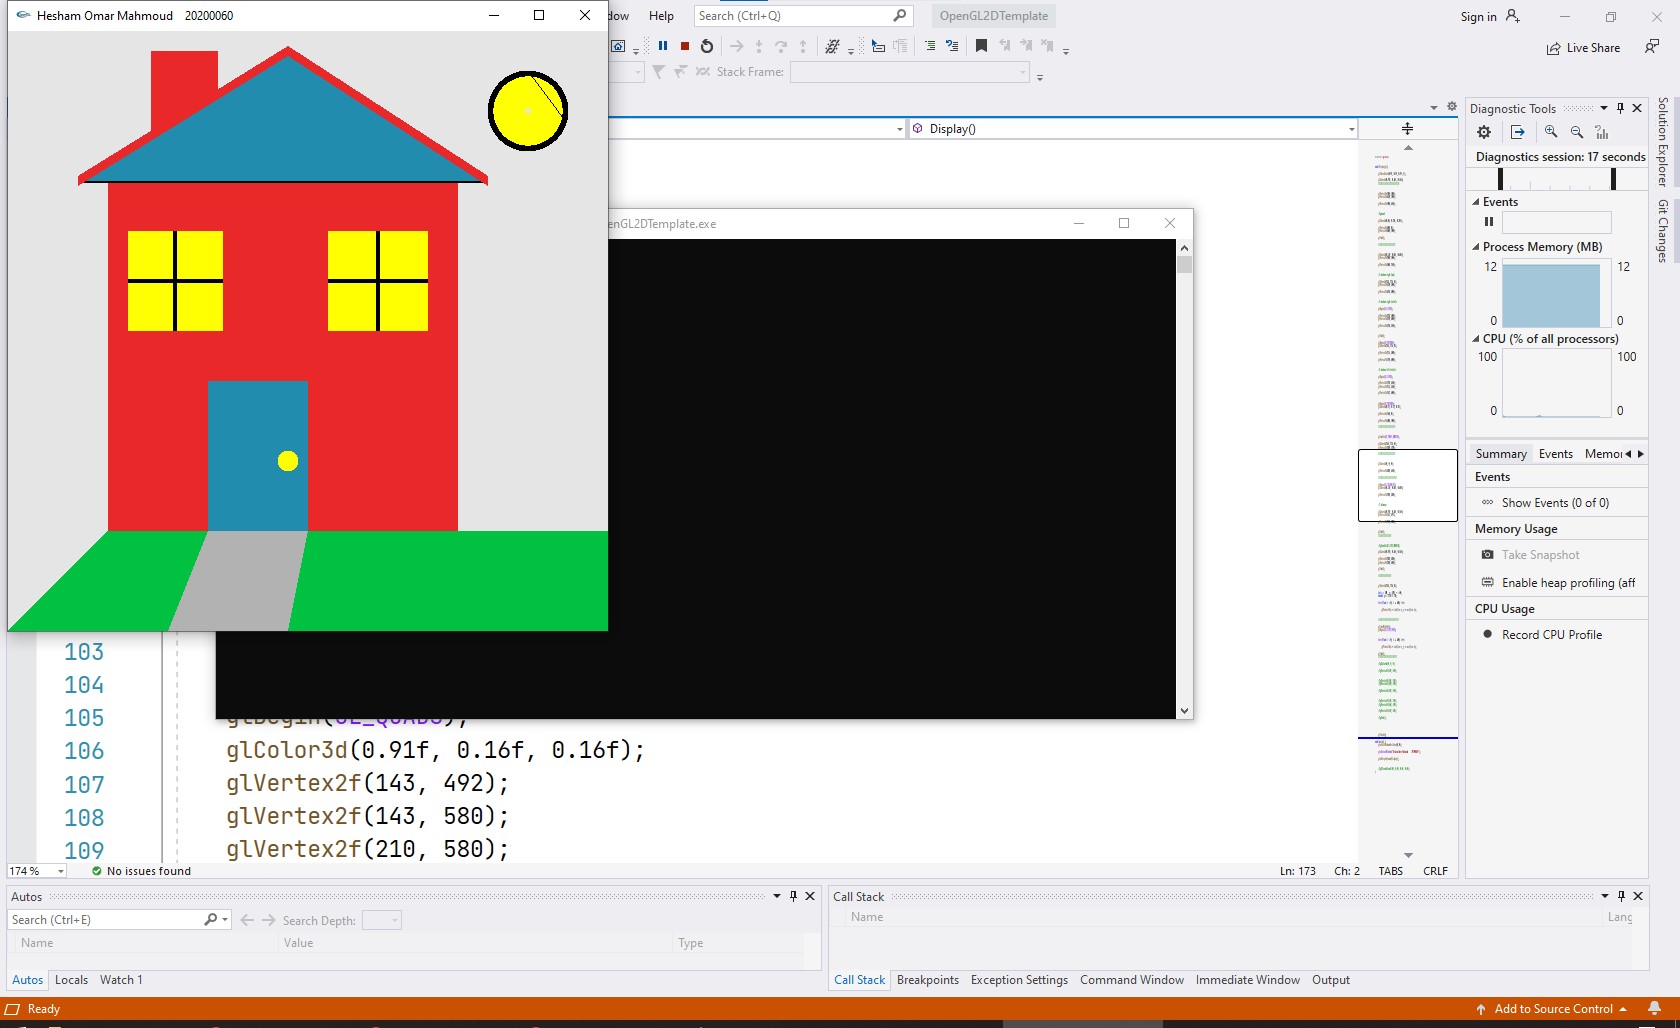 Hesham Omar Mahmoud 20200060
dow Help Search (Ctrl+Q) OpenGL2DTemplate Sign in
Live Share
Stack Frame:
Display()
enGL2DTemplate.exe
Diagnostic Tools
Diagnostics session: 17 seconds
Events
Process Memory (MB)
12 12
0 0
CPU (% of all processors)
100 100
0 0
Summary Events Memor
Events
Show Events (0 of 0)
Memory Usage
Take Snapshot
Enable heap profiling (aff
CPU Usage
Record CPU Profile
Solution Explorer
Git Changes
103
104
105 glBegin(GL_QUADS);
106 glColor3d(0.91f, 0.16f, 0.16f);
107 glVertex2f(143, 492);
108 glVertex2f(143, 580);
109 glVertex2f(210, 580);
174 % No issues found Ln: 173 Ch: 2 TABS CRLF
Autos
Search (Ctrl+E) Search Depth:
Name Value Type
Autos Locals Watch 1
Call Stack
Name Lang
Call Stack Breakpoints Exception Settings Command Window Immediate Window Output
Ready Add to Source Control